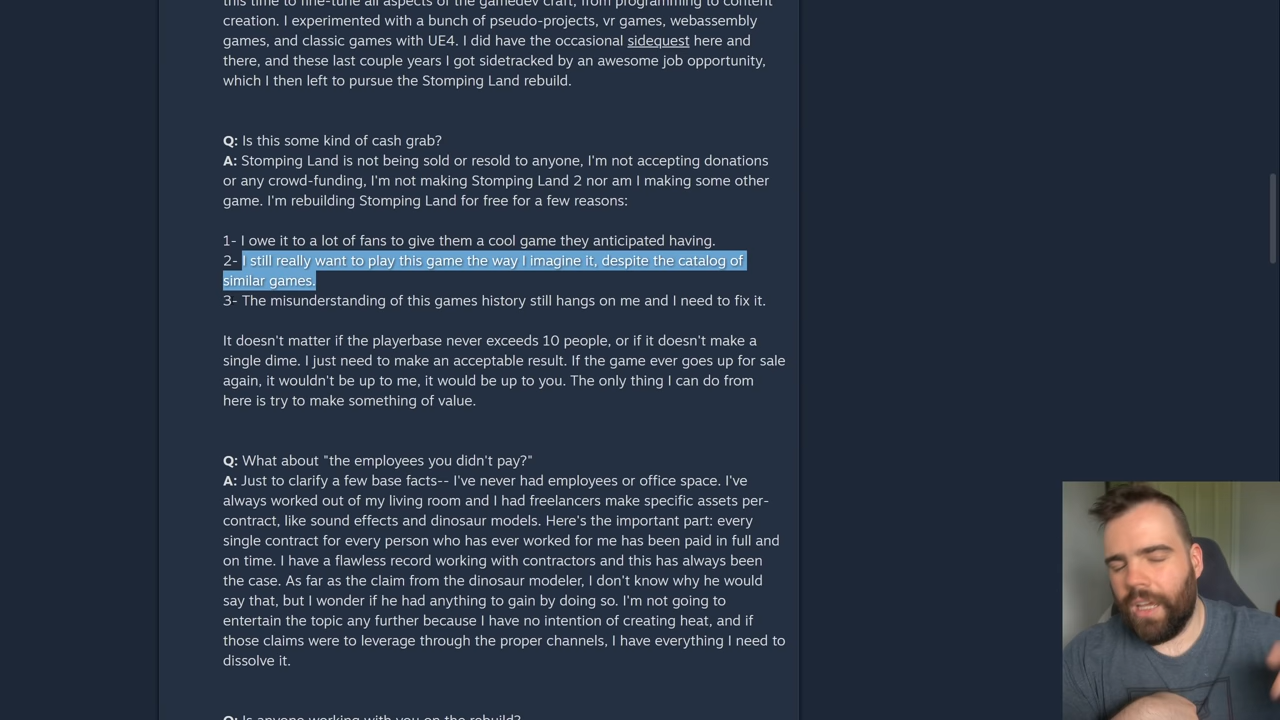 this time to fine-tune all aspects of the gamedev craft, from programming to content
creation. I experimented with a bunch of pseudo-projects, vr games, webassembly
games, and classic games with UE4. I did have the occasional sidequest here and
there, and these last couple years I got sidetracked by an awesome job opportunity,
which I then left to pursue the Stomping Land rebuild.
Q: Is this some kind of cash grab?
A: Stomping Land is not being sold or resold to anyone, I'm not accepting donations
or any crowd-funding, I'm not making Stomping Land 2 nor am I making some other
game. I'm rebuilding Stomping Land for free for a few reasons:
1- I owe it to a lot of fans to give them a cool game they anticipated having.
2- I still really want to play this game the way I imagine it, despite the catalog of
similar games.
3- The misunderstanding of this games history still hangs on me and I need to fix it.
It doesn't matter if the playerbase never exceeds 10 people, or if it doesn't make a
single dime. I just need to make an acceptable result. If the game ever goes up for sale
again, it wouldn't be up to me, it would be up to you. The only thing I can do from
here is try to make something of value.
Q: What about "the employees you didn't pay?"
A: Just to clarify a few base facts-- I've never had employees or office space. I've
always worked out of my living room and I had freelancers make specific assets per-
contract, like sound effects and dinosaur models. Here's the important part: every
single contract for every person who has ever worked for me has been paid in full and
on time. I have a flawless record working with contractors and this has always been
the case. As far as the claim from the dinosaur modeler, I don't know why he would
say that, but I wonder if he had anything to gain by doing so. I'm not going to
entertain the topic any further because I have no intention of creating heat, and if
those claims were to leverage through the proper channels, I have everything I need to
dissolve it.
Q: Is anyone working with you on the rebuild?